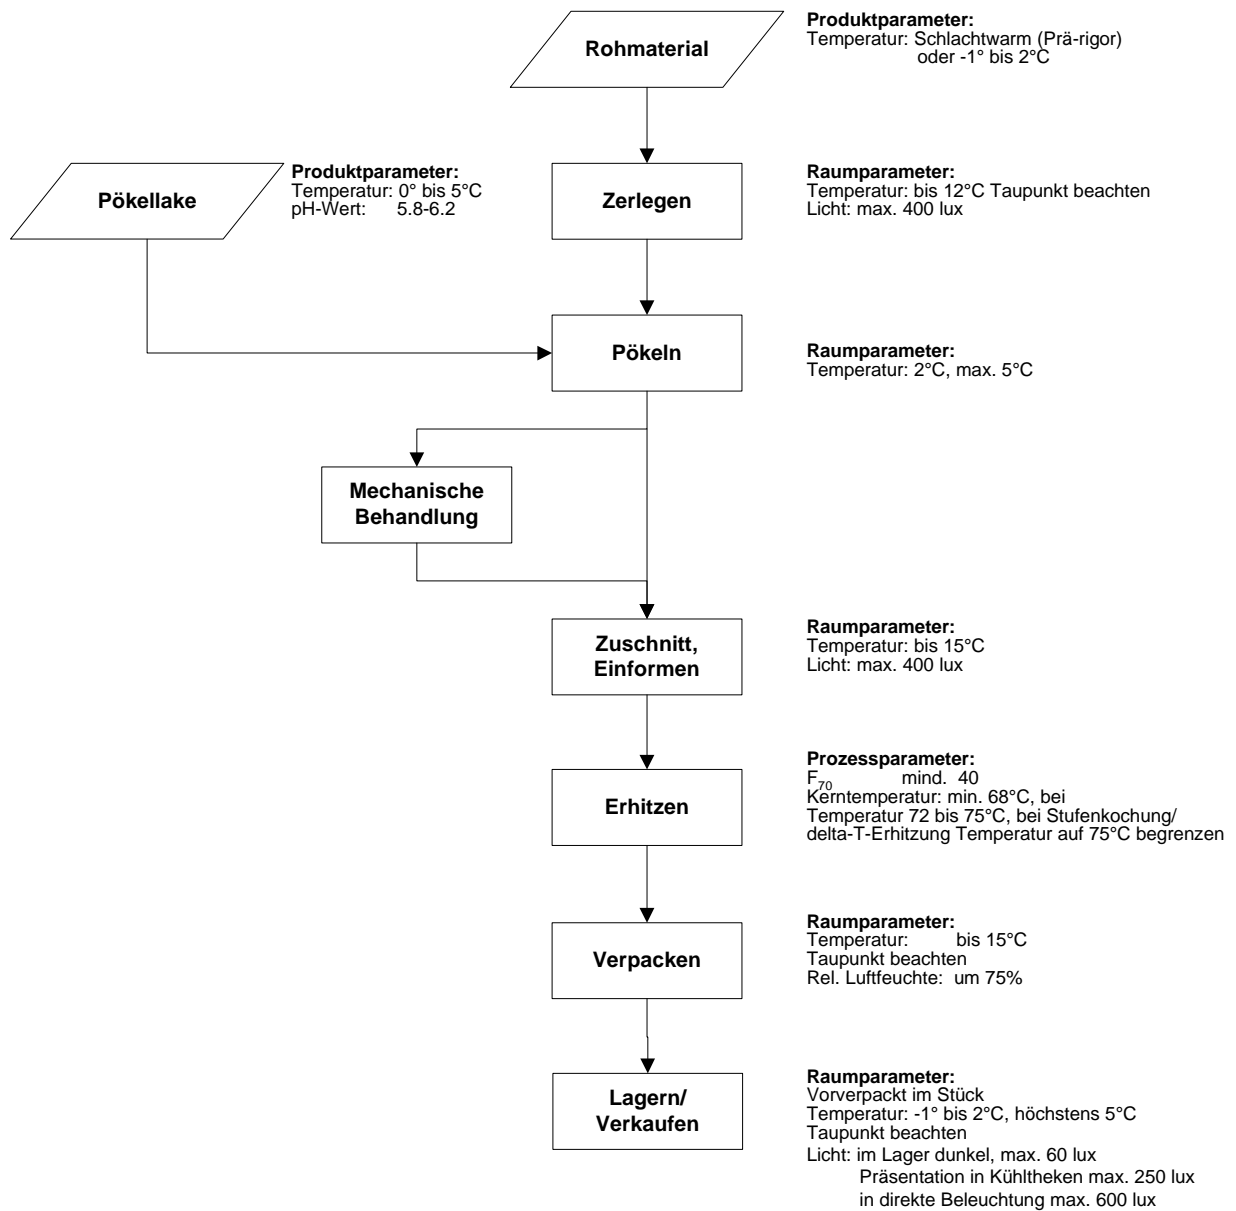 Rohmaterial
Produktparameter:
Temperatur: Schlachtwarm (Prä-rigor)
oder -1° bis 2°C
Pökellake
Produktparameter:
Temperatur: 0° bis 5°C
pH-Wert: 5.8-6.2
Zerlegen
Raumparameter:
Temperatur: bis 12°C Taupunkt beachten
Licht: max. 400 lux
Pökeln
Raumparameter:
Temperatur: 2°C, max. 5°C
Mechanische
Behandlung
Zuschnitt,
Einformen
Raumparameter:
Temperatur: bis 15°C
Licht: max. 400 lux
Erhitzen
Prozessparameter:
F70 mind. 40
Kerntemperatur: min. 68°C, bei
Temperatur 72 bis 75°C, bei Stufenkochung/
delta-T-Erhitzung Temperatur auf 75°C begrenzen
Verpacken
Raumparameter:
Temperatur: bis 15°C
Taupunkt beachten
Rel. Luftfeuchte: um 75%
Lagern/
Verkaufen
Raumparameter:
Vorverpackt im Stück
Temperatur: -1° bis 2°C, höchstens 5°C
Taupunkt beachten
Licht: im Lager dunkel, max. 60 lux
Präsentation in Kühltheken max. 250 lux
in direkte Beleuchtung max. 600 lux